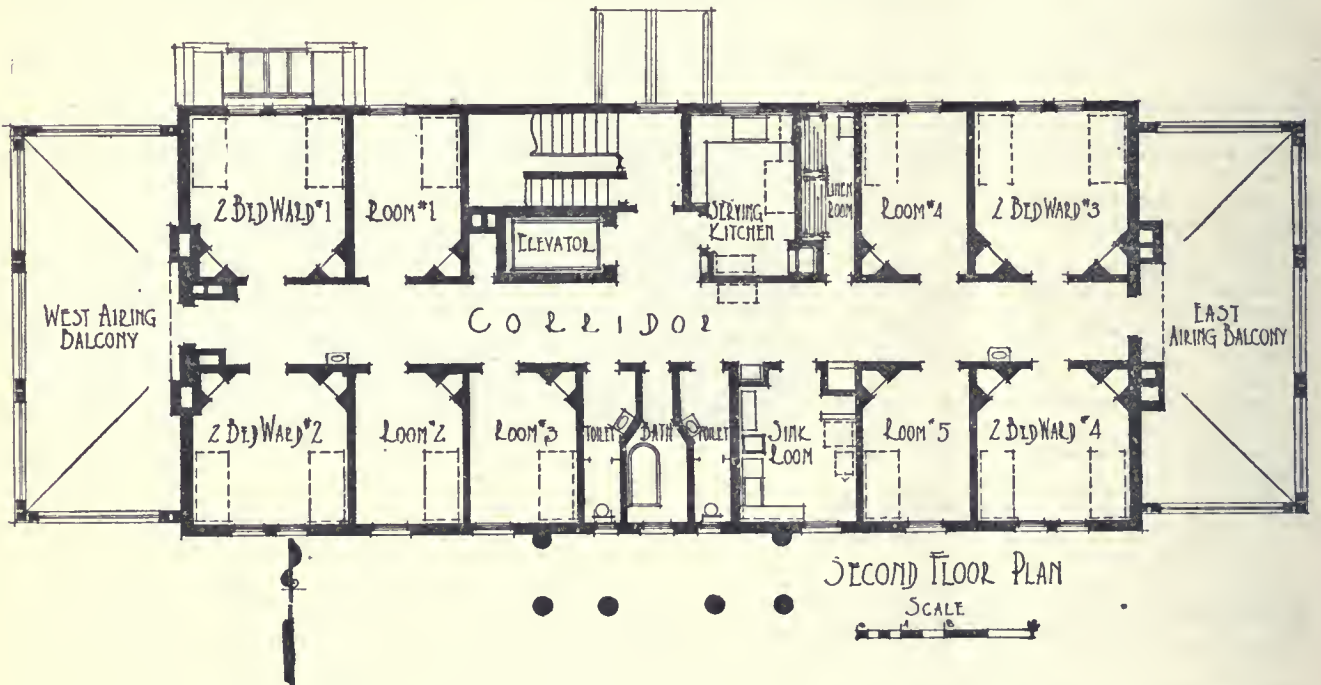 2 BED WARD #1
ROOM #1
ELEVATOR
SERVING
KITCHEN
LINEN
ROOM
ROOM #4
2 BED WARD #3
WEST AIRING
BALCONY
CORRIDOR
EAST
AIRING BALCONY
2 BED WARD #2
ROOM #2
ROOM #3
TOILET
BATH
TOILET
SINK
ROOM
ROOM #5
2 BED WARD #4
SECOND FLOOR PLAN
SCALE